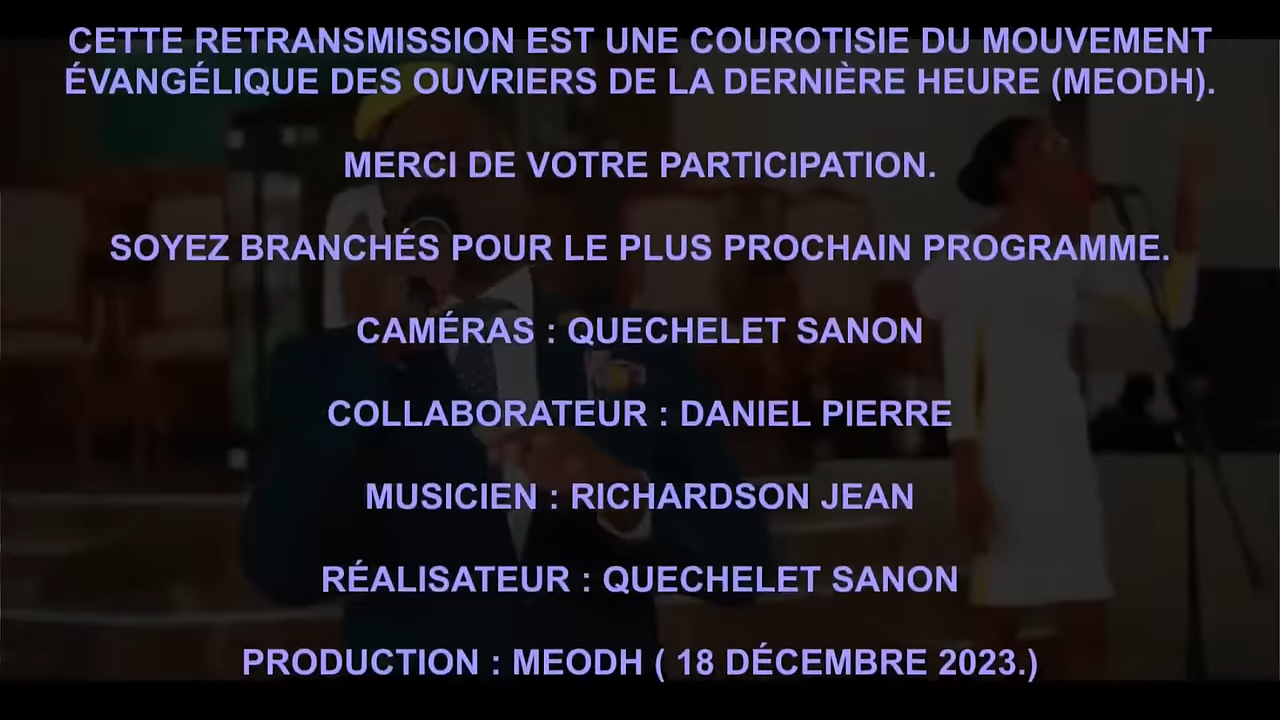 CETTE RETRANSMISSION EST UNE COUROTISIE DU MOUVEMENT
ÉVANGÉLIQUE DES OUVRIERS DE LA DERNIÈRE HEURE (MEODH).
MERCI DE VOTRE PARTICIPATION.
SOYEZ BRANCHÉS POUR LE PLUS PROCHAIN PROGRAMME.
CAMÉRAS : QUECHELET SANON
COLLABORATEUR : DANIEL PIERRE
MUSICIEN : RICHARDSON JEAN
RÉALISATEUR : QUECHELET SANON
PRODUCTION : MEODH ( 18 DÉCEMBRE 2023.)